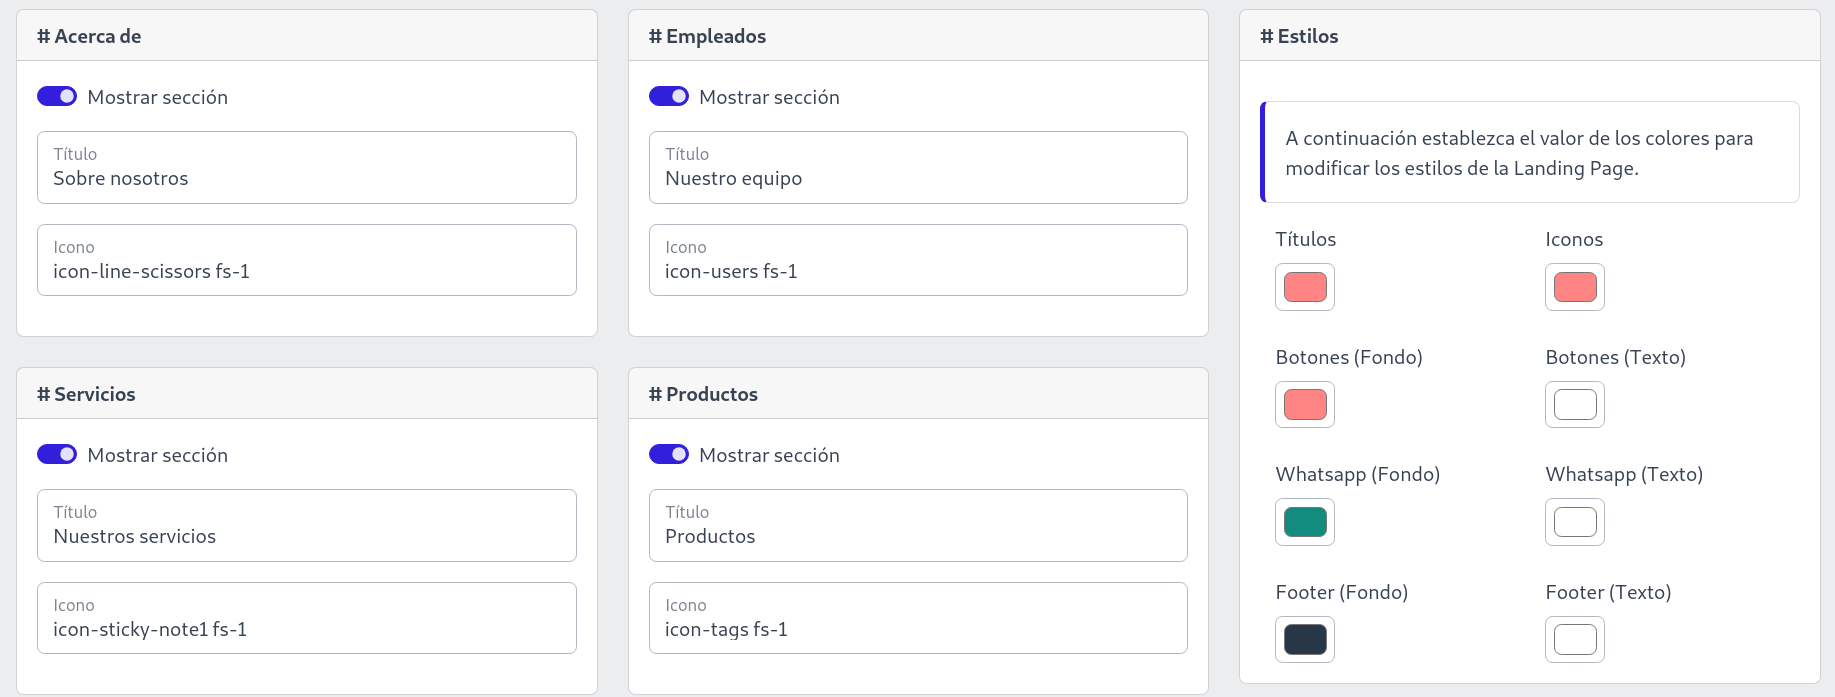 # Acerca de
Mostrar sección
Título
Sobre nosotros
Icono
icon-line-scissors fs-1
# Empleados
Mostrar sección
Título
Nuestro equipo
Icono
icon-users fs-1
# Servicios
Mostrar sección
Título
Nuestros servicios
Icono
icon-sticky-note1 fs-1
# Productos
Mostrar sección
Título
Productos
Icono
icon-tags fs-1
# Estilos
A continuación establezca el valor de los colores para
modificar los estilos de la Landing Page.
Títulos
Iconos
Botones (Fondo)
Botones (Texto)
Whatsapp (Fondo)
Whatsapp (Texto)
Footer (Fondo)
Footer (Texto)